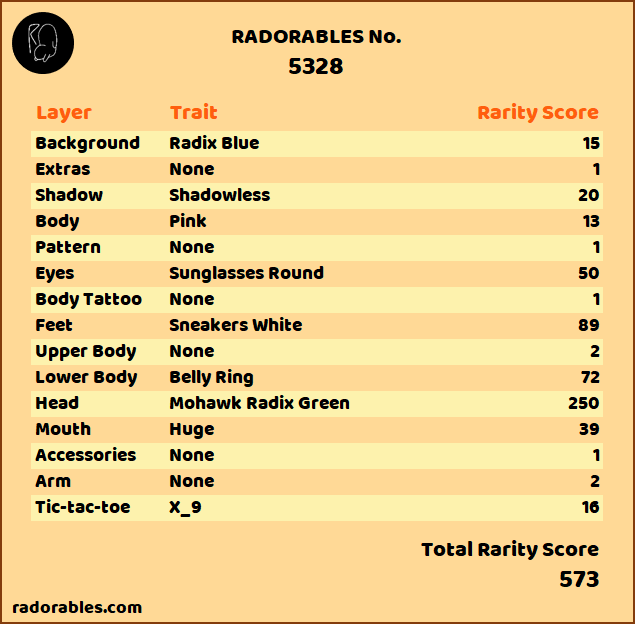 RADORABLES No.
5328
Layer Trait Rarity Score
Background Radix Blue 15
Extras None 1
Shadow Shadowless 20
Body Pink 13
Pattern None 1
Eyes Sunglasses Round 50
Body Tattoo None 1
Feet Sneakers White 89
Upper Body None 2
Lower Body Belly Ring 72
Head Mohawk Radix Green 250
Mouth Huge 39
Accessories None 1
Arm None 2
Tic-tac-toe X_9 16
Total Rarity Score
573
radorables.com